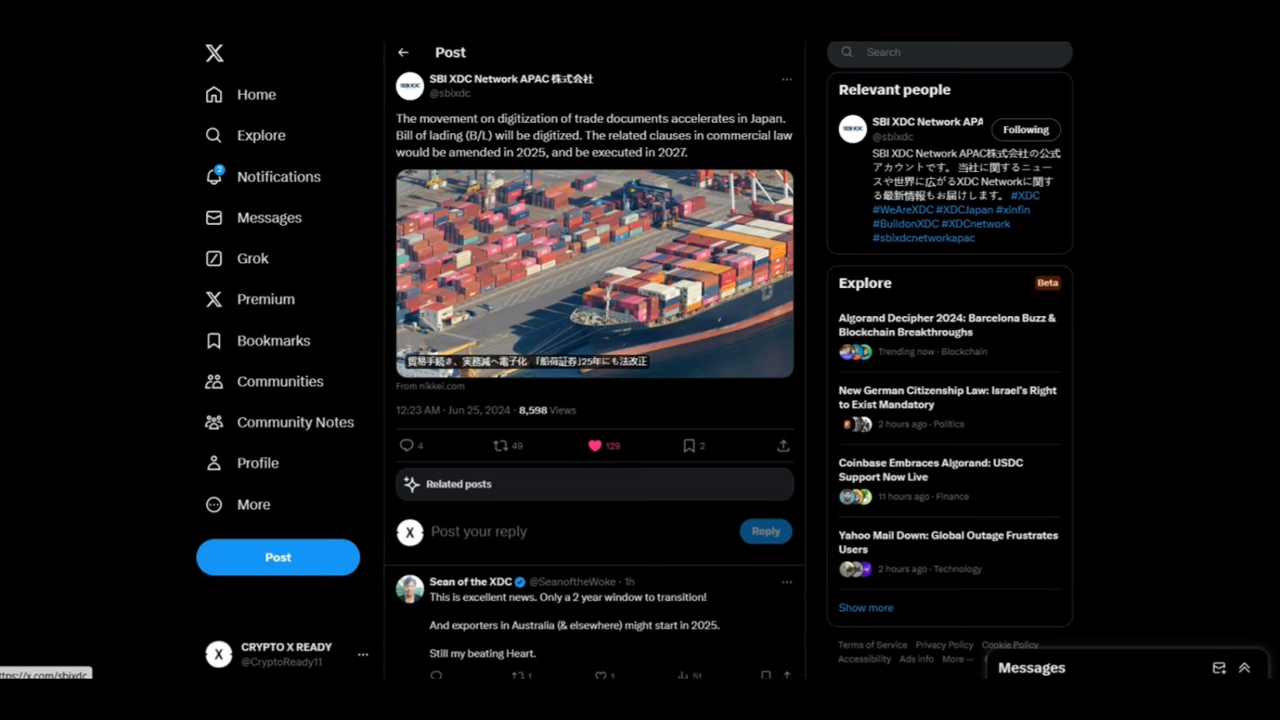 Post
Search
Home
Explore
2
Notifications
Messages
Grok
Premium
Bookmarks
Communities
Community Notes
Profile
More
Post
CRYPTO X READY
@CryptoReady11
SBI XDC Network APAC 株式会社
@sbixdc
The movement on digitization of trade documents accelerates in Japan.
Bill of lading (B/L) will be digitized. The related clauses in commercial law
would be amended in 2025, and be executed in 2027.
貿易手続き、実務減へ電子化 「船荷証券」25年にも法改正
From nikkei.com
12:23 AM · Jun 25, 2024 · 8,598 Views
4
49
129
2
Related posts
Post your reply
Reply
Sean of the XDC @SeanoftheWoke · 1h
This is excellent news. Only a 2 year window to transition!
And exporters in Australia (& elsewhere) might start in 2025.
Still my beating Heart.
1
1
51
Relevant people
SBI XDC Network APA
@sbixdc
Following
SBI XDC Network APAC株式会社の公式
アカウントです。 当社に関するニュー
スや世界に広がるXDC Networkに関す
る最新情報もお届けします。 #XDC
#WeAreXDC #XDCJapan #xinfin
#BuildonXDC #XDCnetwork
#sbixdcnetworkapac
Explore
Beta
Algorand Decipher 2024: Barcelona Buzz &
Blockchain Breakthroughs
Trending now · Blockchain
New German Citizenship Law: Israel's Right
to Exist Mandatory
2 hours ago · Politics
Coinbase Embraces Algorand: USDC
Support Now Live
11 hours ago · Finance
Yahoo Mail Down: Global Outage Frustrates
Users
2 hours ago · Technology
Show more
Terms of Service Privacy Policy Cookie Policy
Accessibility Ads info More ···
Messages
ttps://x.com/sbixdc